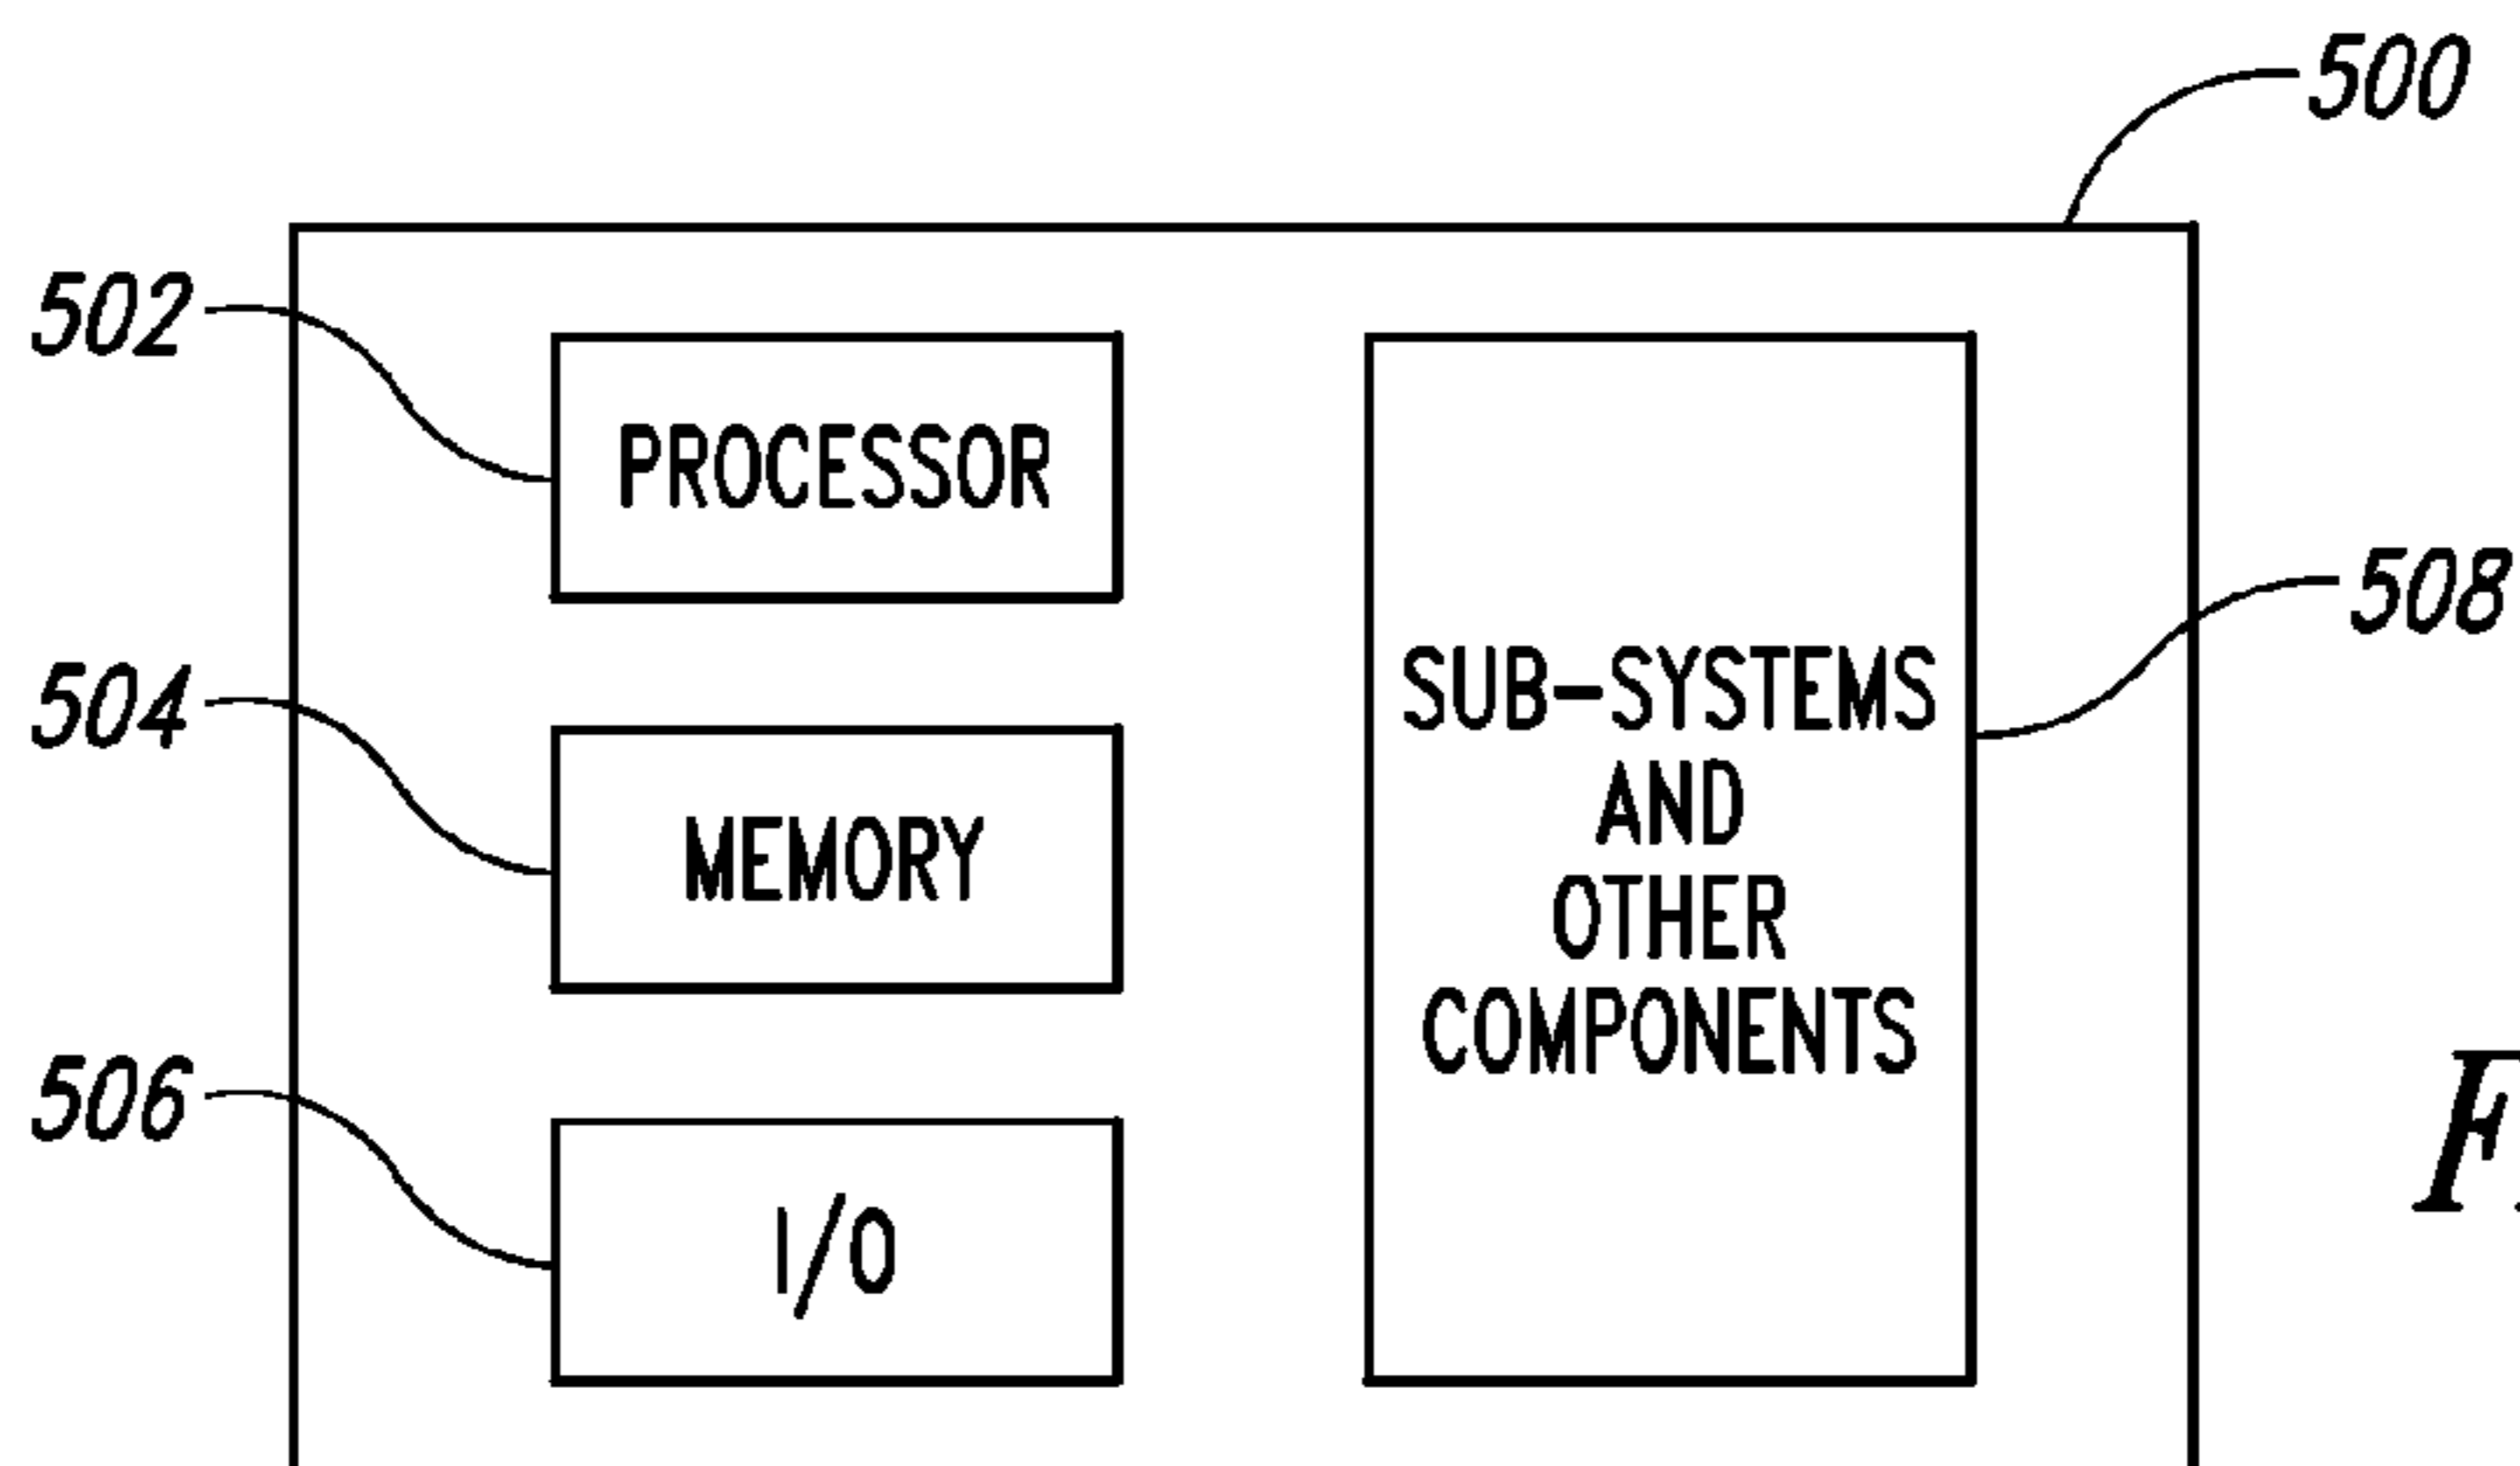 500
502
PROCESSOR
508
504
SUB-SYSTEMS
AND
OTHER
COMPONENTS
MEMORY
506
I/O
F